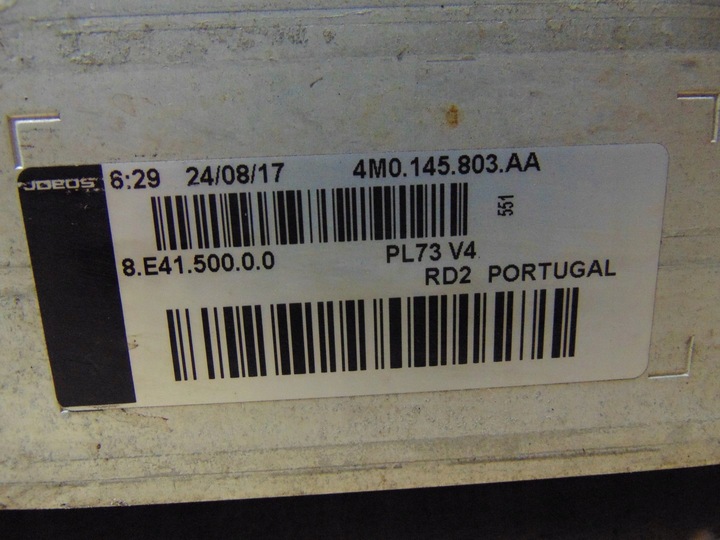 6:29 24/08/17 4M0.145.803.AA
551
8.E41.500.0.0 PL73 V4
RD2 PORTUGAL